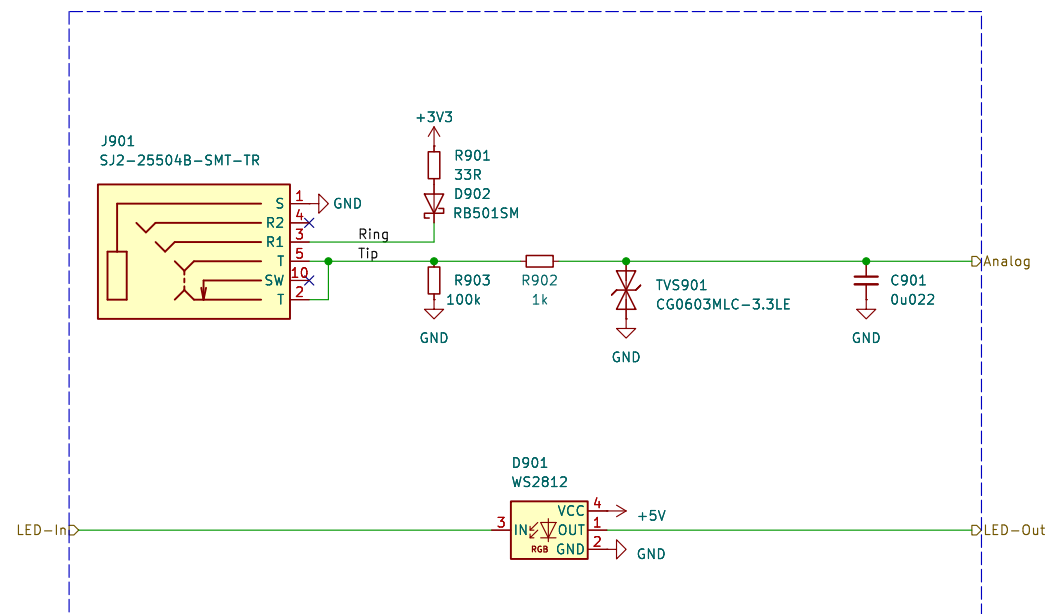 +3V3
J901
SJ2-25504B-SMT-TR
R901
33R
D902
RB501SM
S
1
GND
R2
4
R1
3
Ring
T
5
Tip
Analog
SW
10
T
2
R903
100k
GND
R902
1k
TVS901
CG0603MLC-3.3LE
GND
C901
0u022
GND
D901
WS2812
VCC
4
+5V
LED-In
3
IN
OUT
1
LED-Out
RGB
GND
2
GND